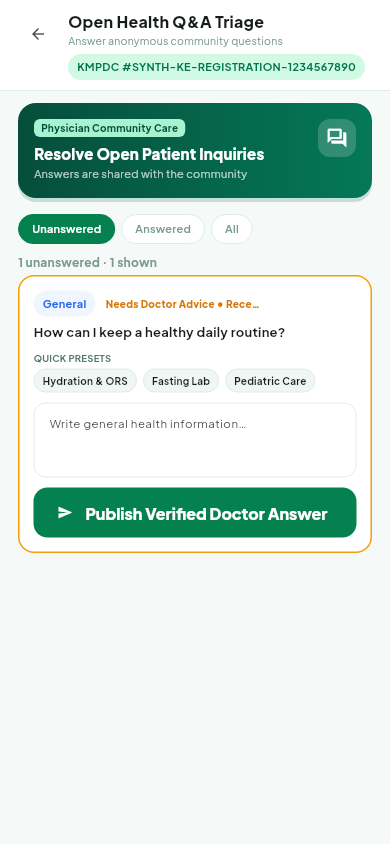 Open Health Q&A Triage
Answer anonymous community questions
KMPDC #SYNTH-KE-REGISTRATION-1234567890
Physician Community Care
Resolve Open Patient Inquiries
Answers are shared with the community
Unanswered Answered All
1 unanswered · 1 shown
General Needs Doctor Advice • Rece…
How can I keep a healthy daily routine?
QUICK PRESETS
Hydration & ORS Fasting Lab Pediatric Care
Write general health information…
Publish Verified Doctor Answer